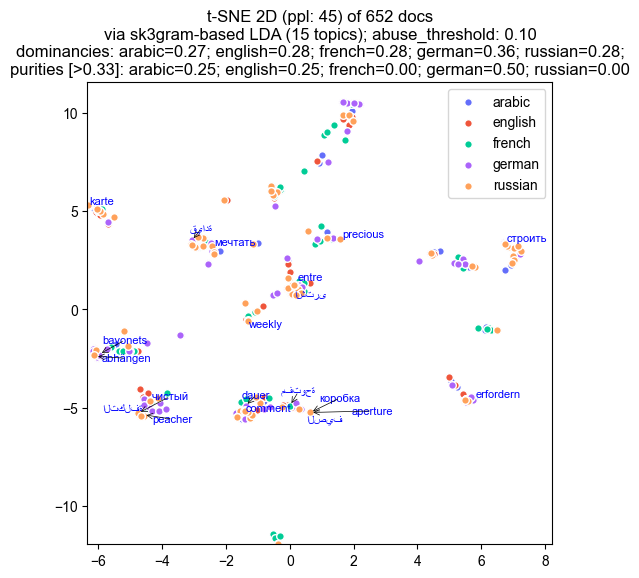 t-SNE 2D (ppl: 45) of 652 docs
via sk3gram-based LDA (15 topics); abuse_threshold: 0.10
dominancies: arabic=0.27; english=0.28; french=0.28; german=0.36; russian=0.28;
purities [>0.33]: arabic=0.25; english=0.25; french=0.00; german=0.50; russian=0.00
arabic
english
french
german
russian
10
5
0
−5
−10
karte
мечтать
precious
строить
entre
weekly
bayonets
abhangen
чистый
peacher
dauer
comment
коробка
aperture
erfordern
−6
−4
−2
0
2
4
6
8